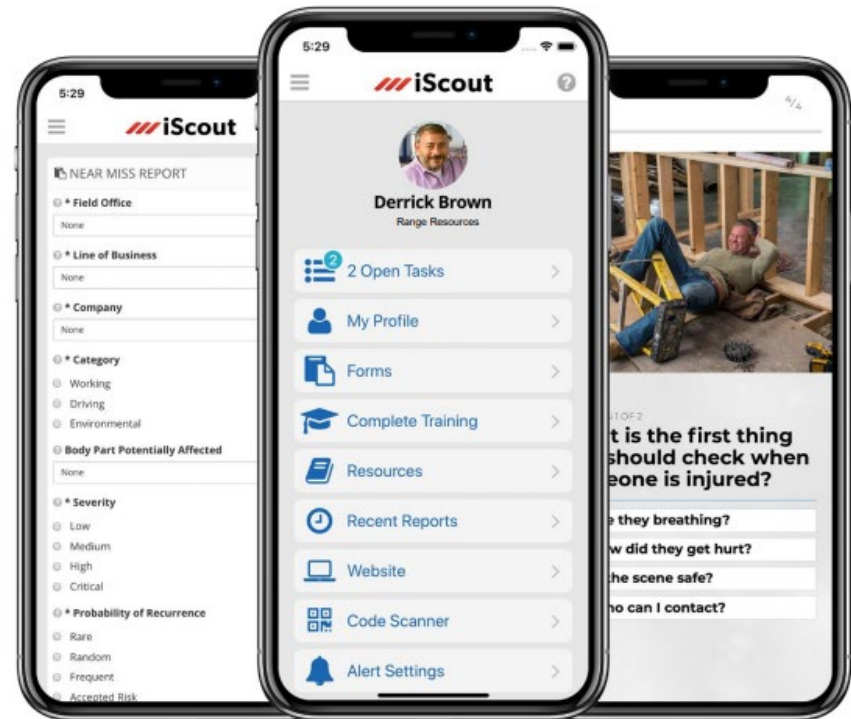 5:29
iScout
NEAR MISS REPORT
* Field Office
None
* Line of Business
None
* Company
None
* Category
Working
Driving
Environmental
Body Part Potentially Affected
None
* Severity
Low
Medium
High
Critical
* Probability of Recurrence
Rare
Random
Frequent
Accepted Risk
5:29
iScout
?
Derrick Brown
Range Resources
2
2 Open Tasks
My Profile
Forms
Complete Training
Resources
Recent Reports
Website
Code Scanner
Alert Settings
4/4
1 OF 2
t is the first thing
should check when
eone is injured?
e they breathing?
w did they get hurt?
the scene safe?
ho can I contact?